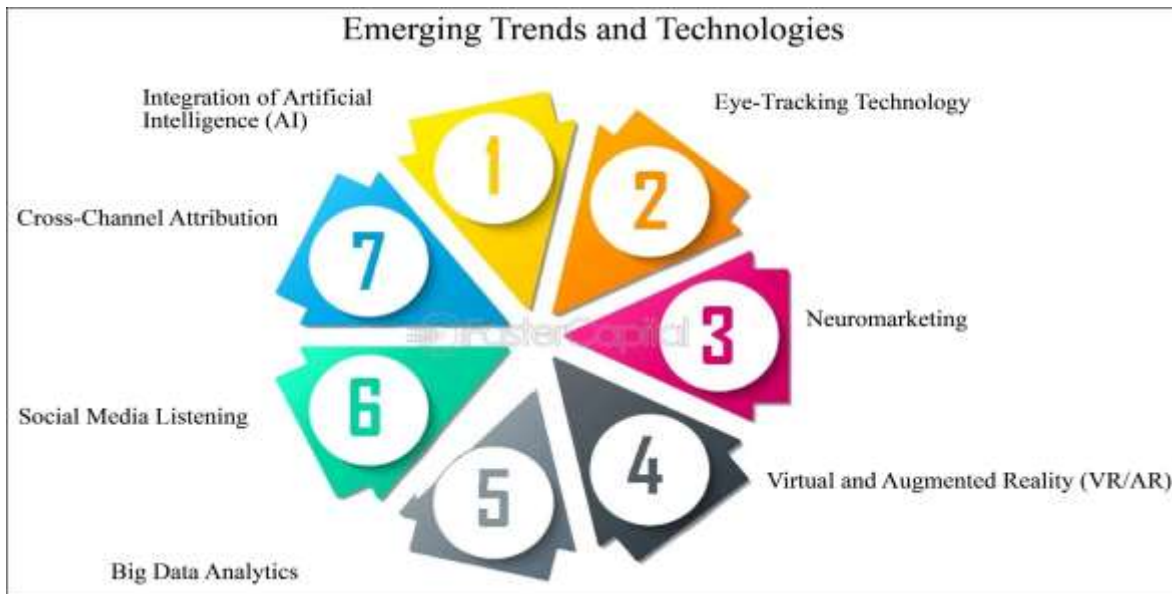 Emerging Trends and Technologies
Integration of Artificial
Intelligence (AI)
1
Eye-Tracking Technology
2
Neuromarketing
3
Virtual and Augmented Reality (VR/AR)
4
Big Data Analytics
5
Social Media Listening
6
Cross-Channel Attribution
7
FasterCapital